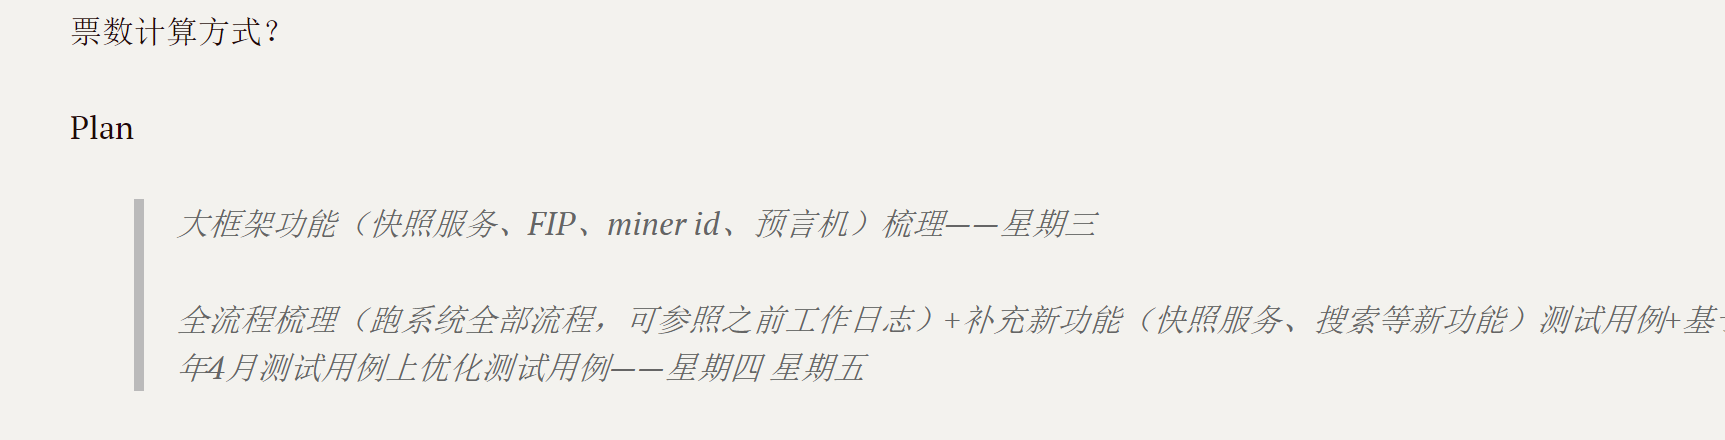 票数计算方式？
Plan
大框架功能（快照服务、FIP、miner id、预言机）梳理——星期三
全流程梳理（跑系统全部流程，可参照之前工作日志）+补充新功能（快照服务、搜索等新功能）测试用例+基
年4月测试用例上优化测试用例——星期四 星期五